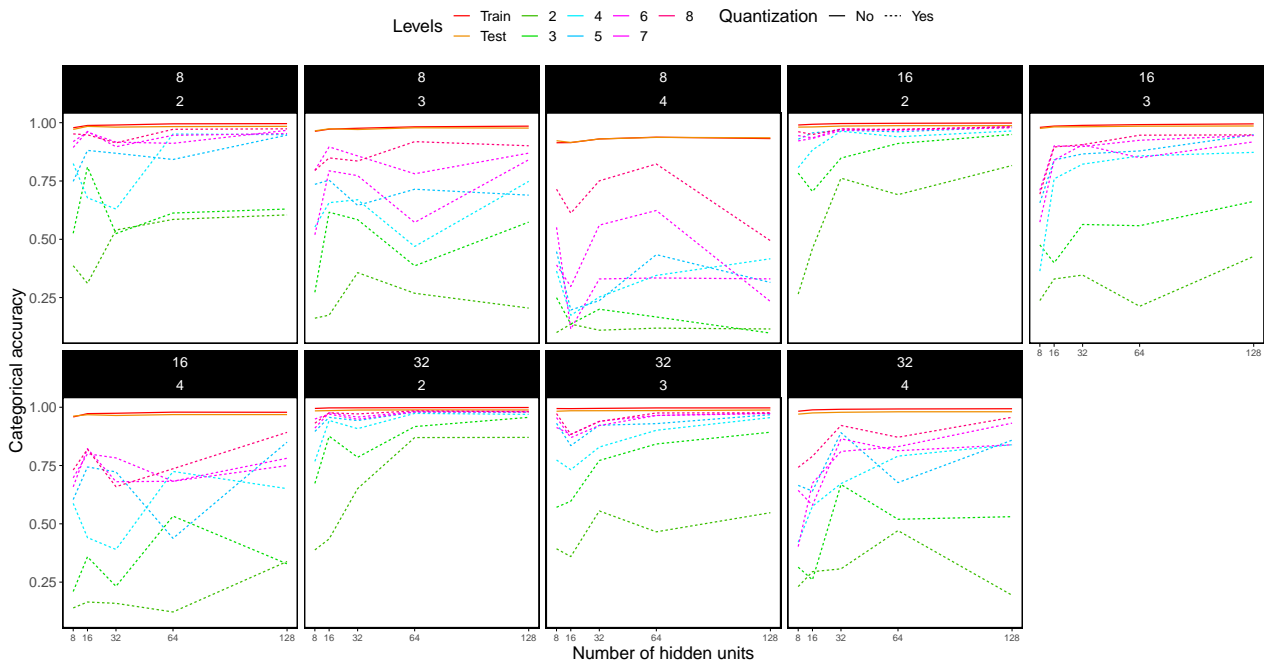 Levels Train 2 4 6 8 Quantization No Yes
Test 3 5 7
8 8 8 16 16
2 3 4 2 3
1.00
0.75
0.50
0.25
8 16 32 64 128
16 32 32 32
4 2 3 4
1.00
0.75
0.50
0.25
8 16 32 64 128 8 16 32 64 128 8 16 32 64 128 8 16 32 64 128
Categorical accuracy
Number of hidden units